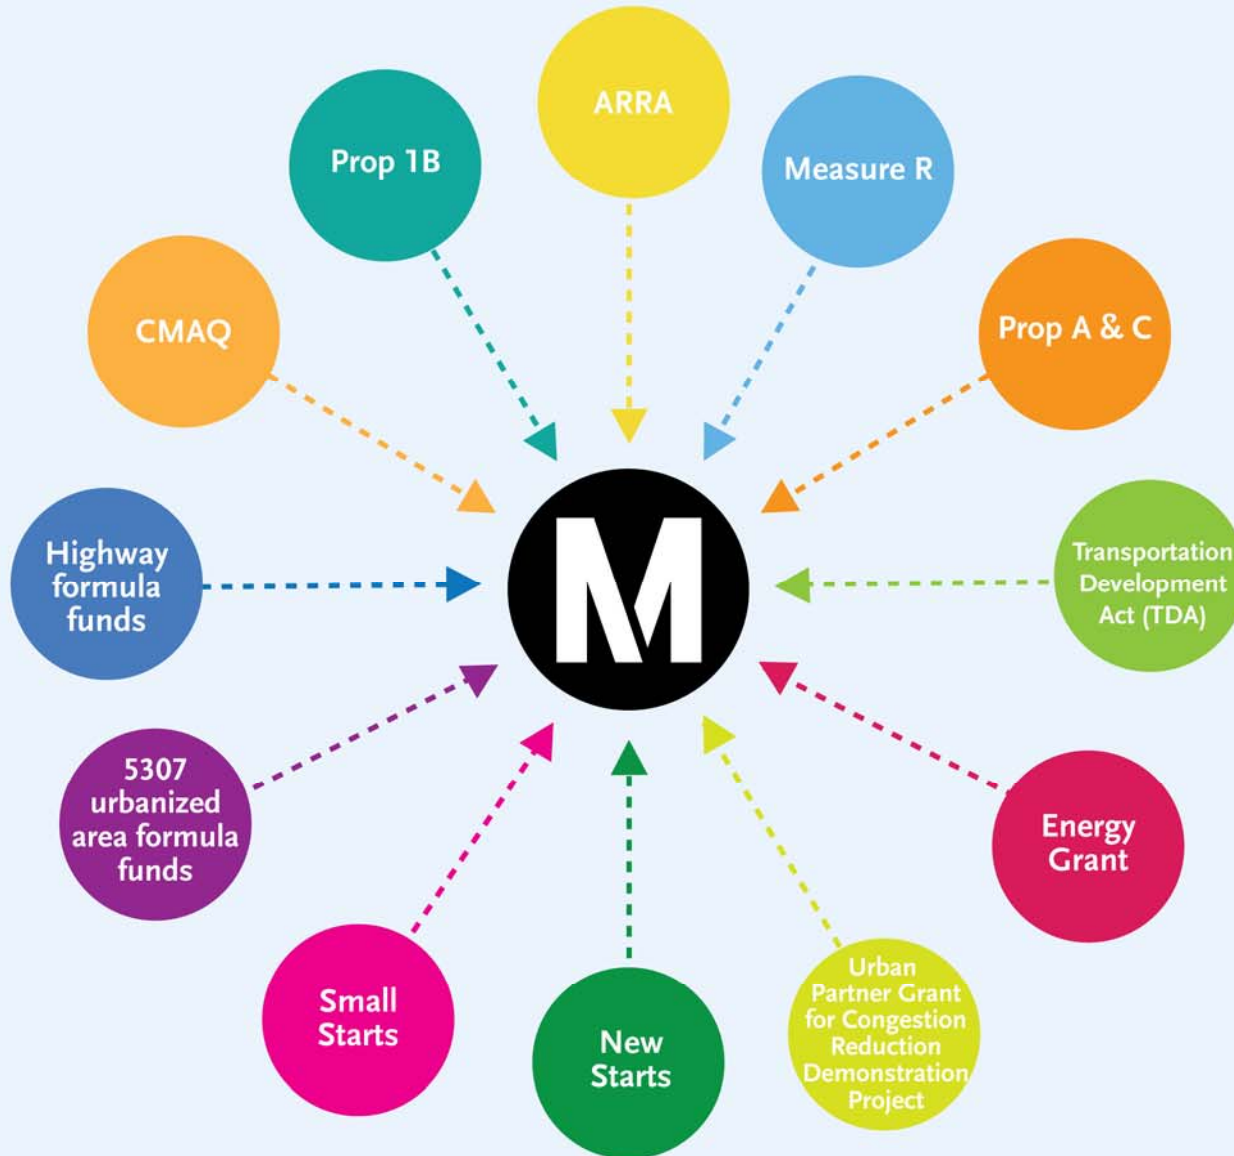 ARRA
Prop 1B
Measure R
CMAQ
Prop A & C
M
Highway
formula
funds
Transportation
Development
Act (TDA)
5307
urbanized
area formula
funds
Energy
Grant
Small
Starts
New
Starts
Urban
Partner Grant
for Congestion
Reduction
Demonstration
Project